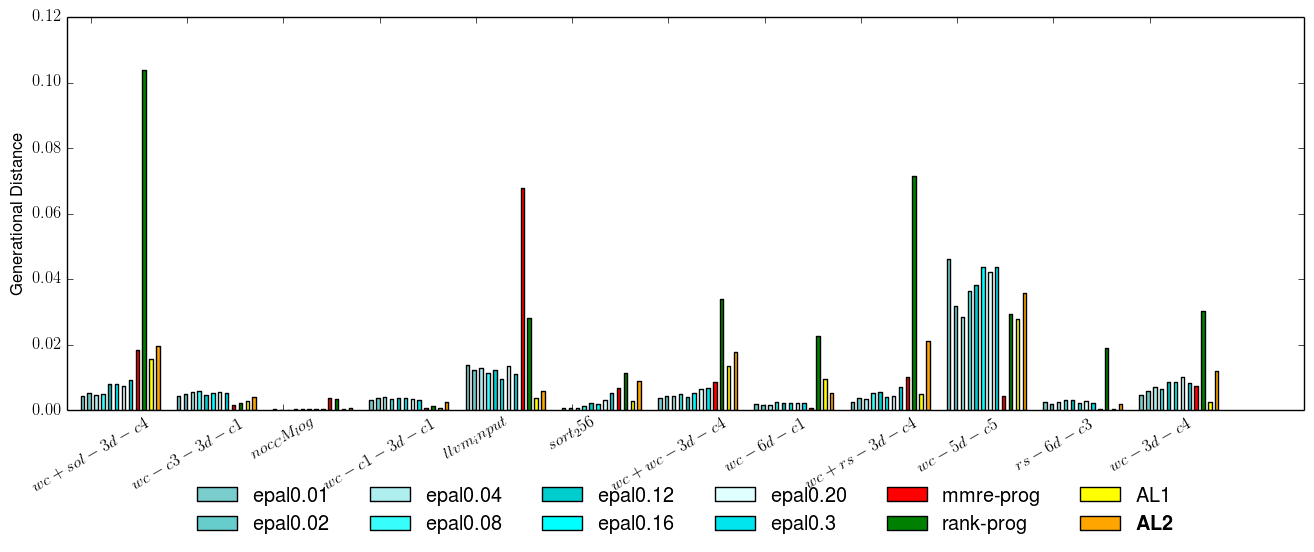 0.12
0.10
0.08
0.06
0.04
0.02
0.00
Generational Distance
wc+sol−3d−c4
wc−c3−3d−c1
noccMlog
wc−c1−3d−c1
llvminput
sort256
wc+wc−3d−c4
wc−6d−c1
wc+rs−3d−c4
wc−5d−c5
rs−6d−c3
wc−3d−c4
epal0.01 epal0.04 epal0.12 epal0.20 mmre-prog AL1
epal0.02 epal0.08 epal0.16 epal0.3 rank-prog AL2